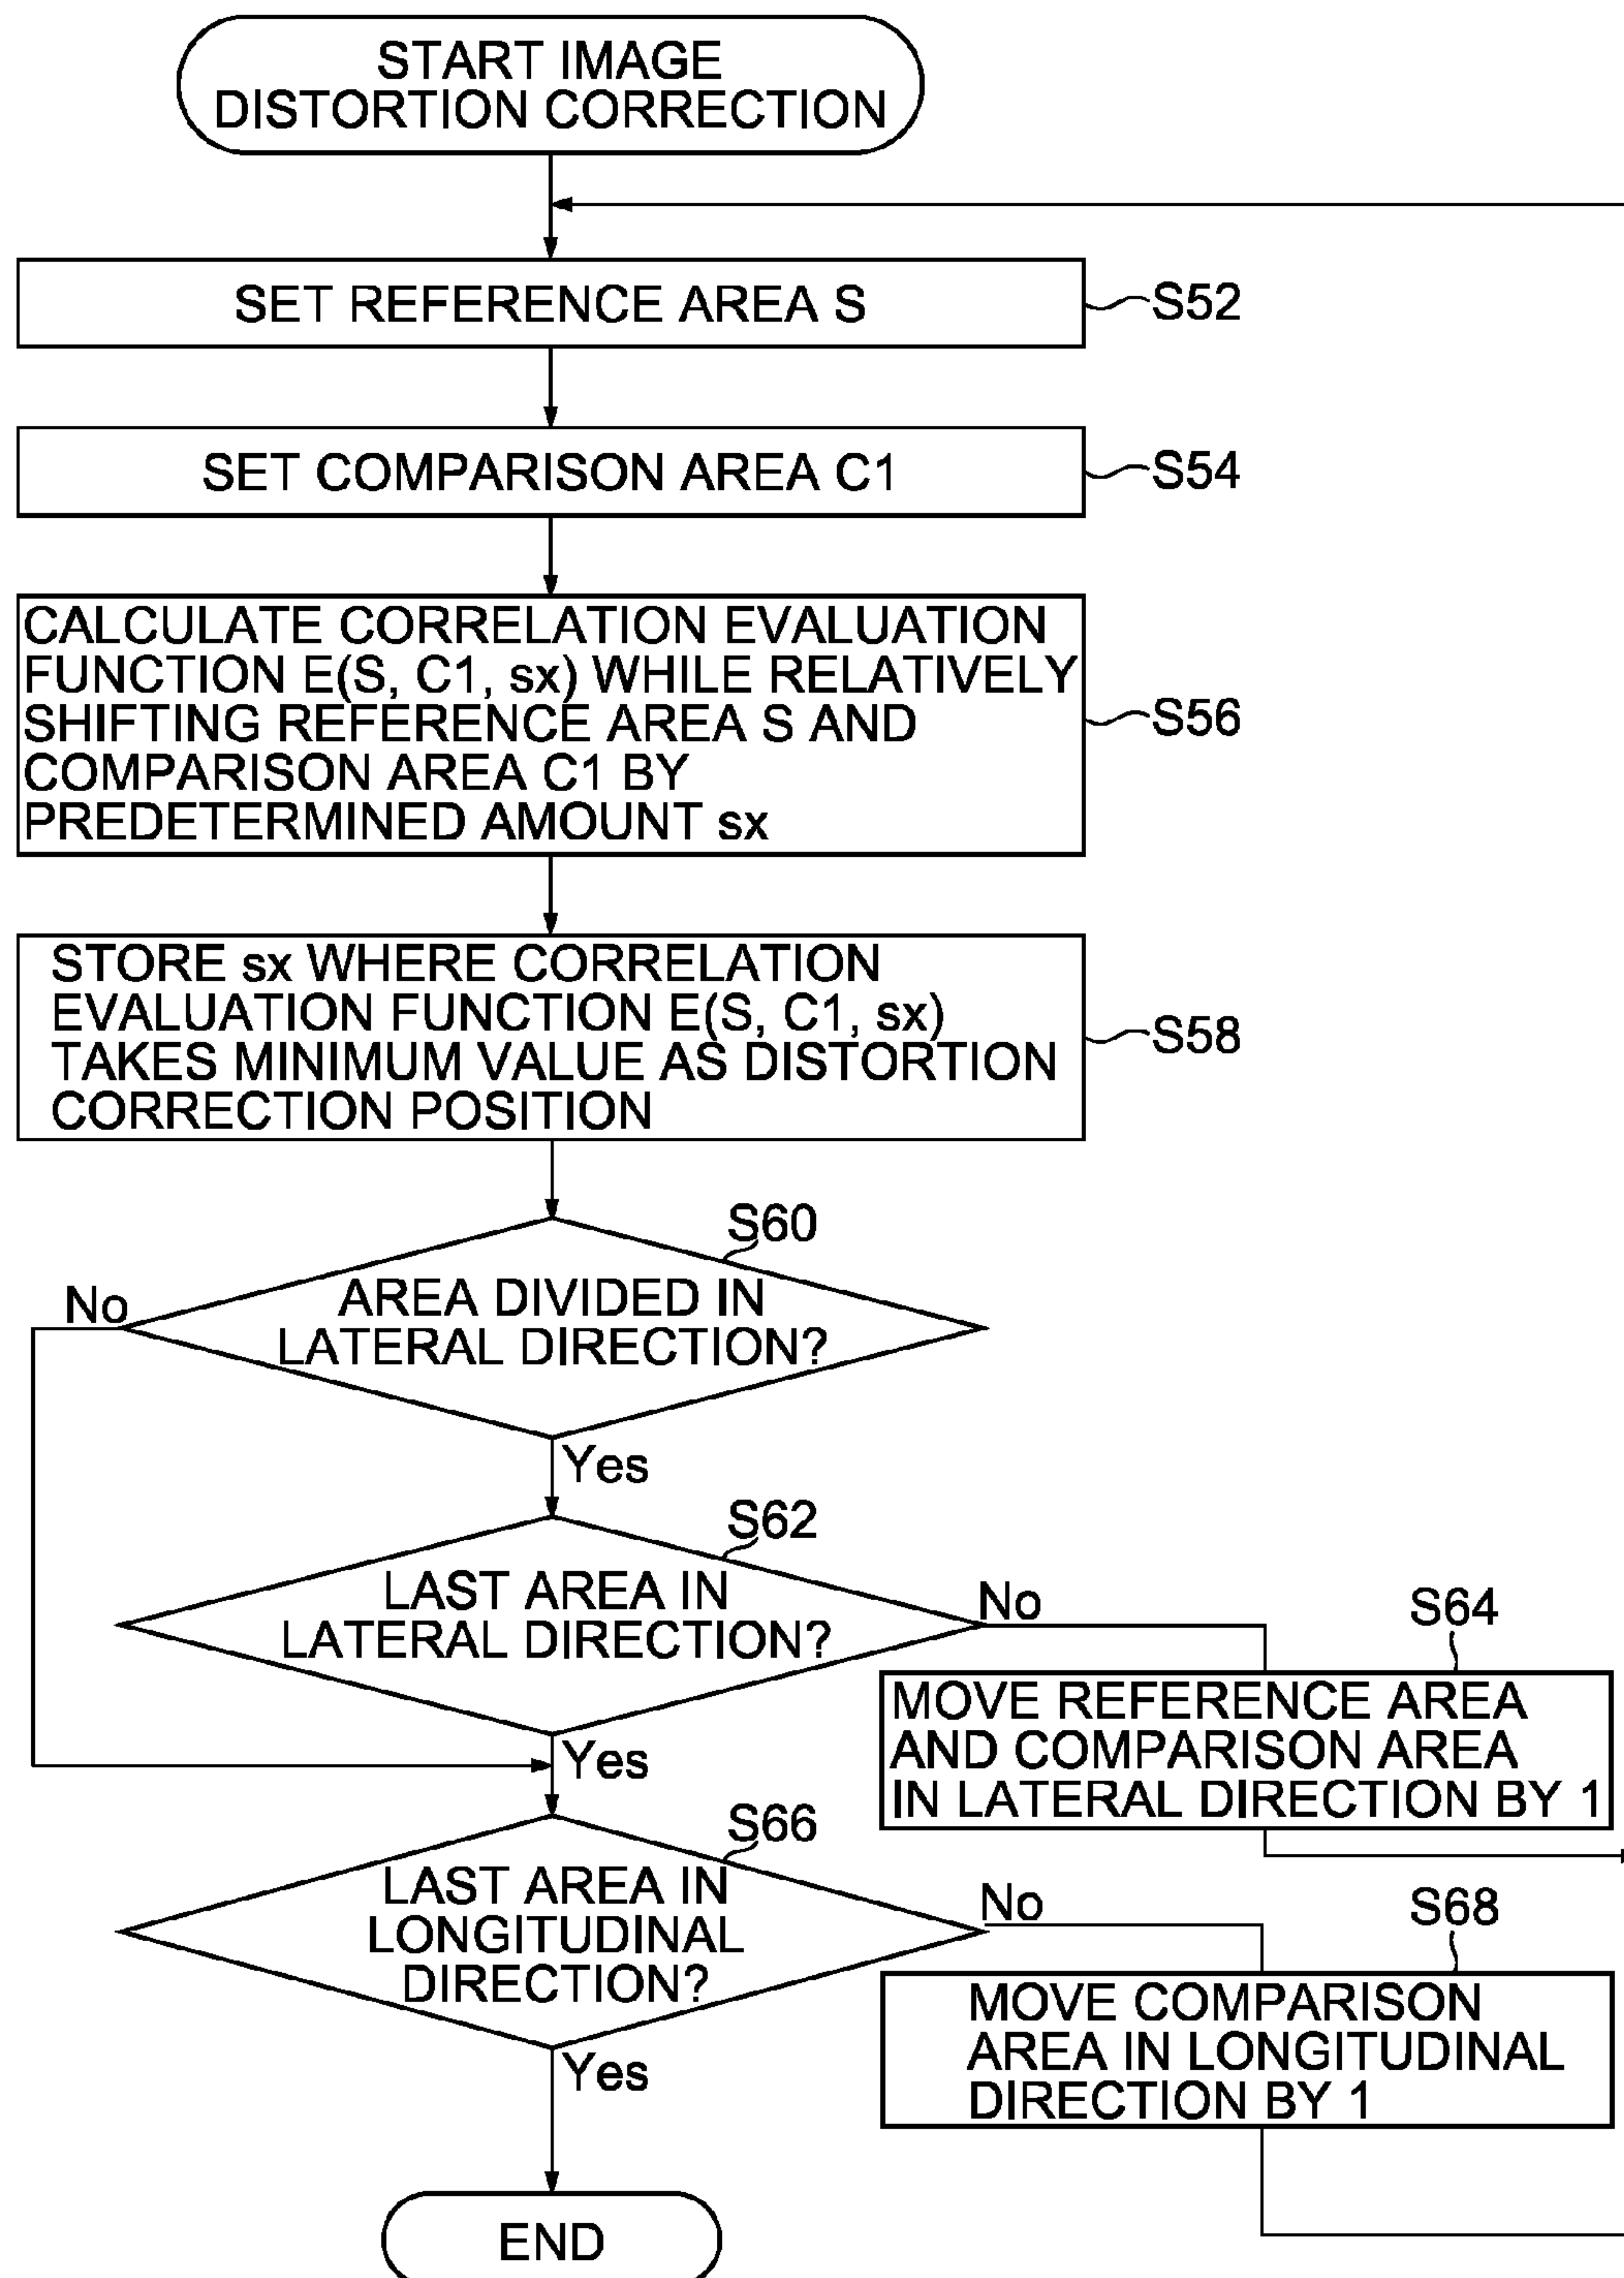 START IMAGE
DISTORTION CORRECTION
SET REFERENCE AREA S
S52
SET COMPARISON AREA C1
S54
CALCULATE CORRELATION EVALUATION
FUNCTION E(S, C1, sx) WHILE RELATIVELY
SHIFTING REFERENCE AREA S AND
COMPARISON AREA C1 BY
PREDETERMINED AMOUNT sx
S56
STORE sx WHERE CORRELATION
EVALUATION FUNCTION E(S, C1, sx)
TAKES MINIMUM VALUE AS DISTORTION
CORRECTION POSITION
S58
S60
No
AREA DIVIDED IN
LATERAL DIRECTION?
Yes
S62
LAST AREA IN
LATERAL DIRECTION?
No
S64
MOVE REFERENCE AREA
AND COMPARISON AREA
IN LATERAL DIRECTION BY 1
Yes
S66
LAST AREA IN
LONGITUDINAL
DIRECTION?
No
S68
MOVE COMPARISON
AREA IN LONGITUDINAL
DIRECTION BY 1
Yes
END